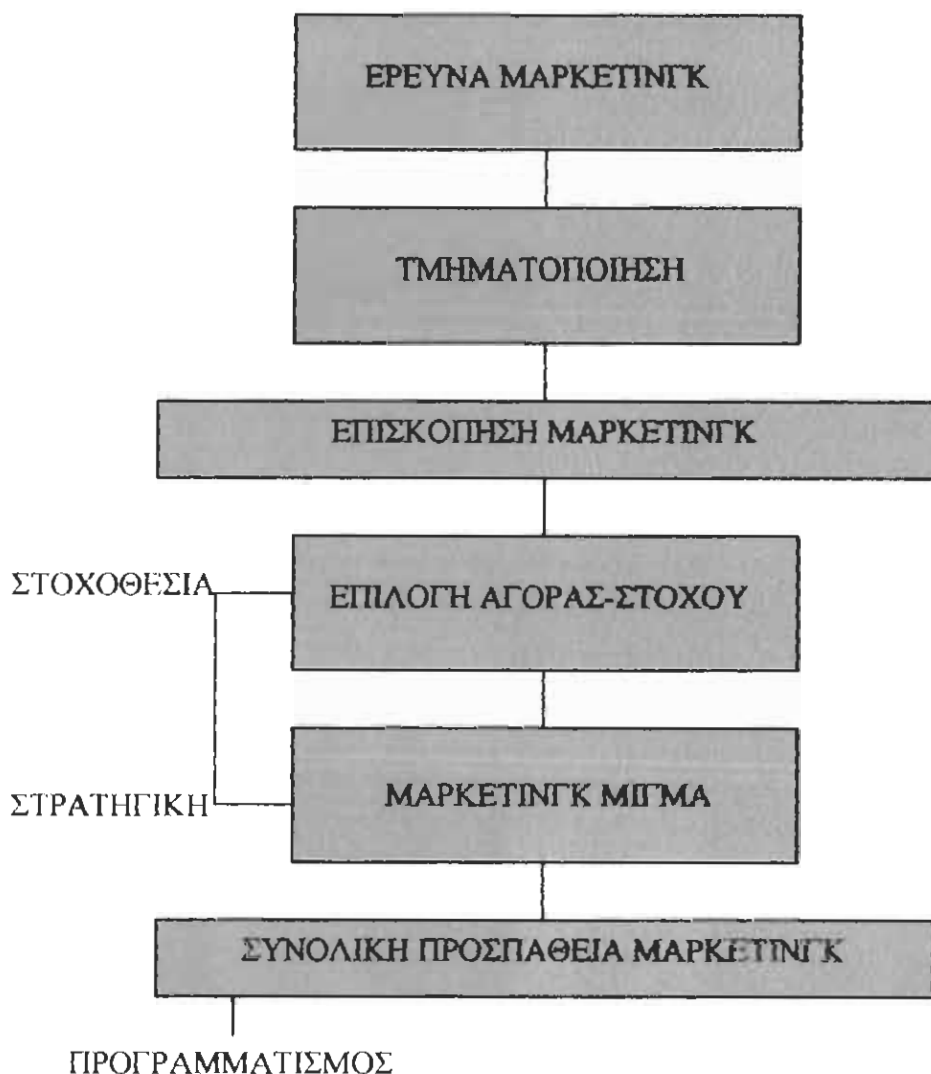 ΕΡΕΥΝΑ ΜΑΡΚΕΤΙΝΓΚ
ΤΜΗΜΑΤΟΠΟΙΗΣΗ
ΕΠΙΣΚΟΠΗΣΗ ΜΑΡΚΕΤΙΝΓΚ
ΣΤΟΧΟΘΕΣΙΑ
ΕΠΙΛΟΓΗ ΑΓΟΡΑΣ-ΣΤΟΧΟΥ
ΣΤΡΑΤΗΓΙΚΗ
ΜΑΡΚΕΤΙΝΓΚ ΜΙΓΜΑ
ΣΥΝΟΛΙΚΗ ΠΡΟΣΠΑΘΕΙΑ ΜΑΡΚΕΤΙΝΓΚ
ΠΡΟΓΡΑΜΜΑΤΙΣΜΟΣ